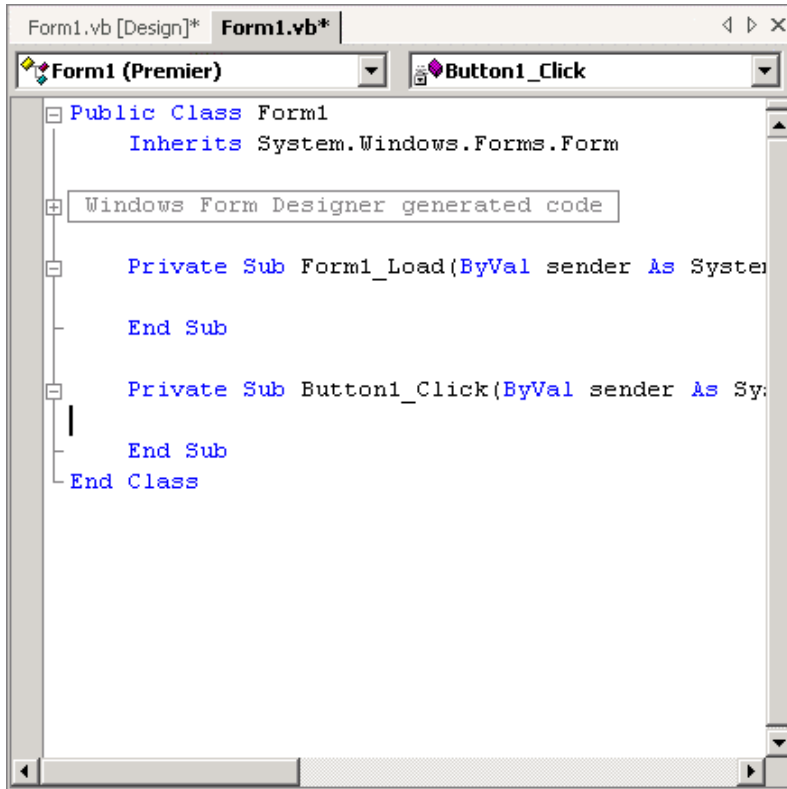 Form1.vb [Design]* Form1.vb*
Form1 (Premier) Button1_Click
Public Class Form1
Inherits System.Windows.Forms.Form
Windows Form Designer generated code
Private Sub Form1_Load(ByVal sender As System
End Sub
Private Sub Button1_Click(ByVal sender As Sys
End Sub
End Class